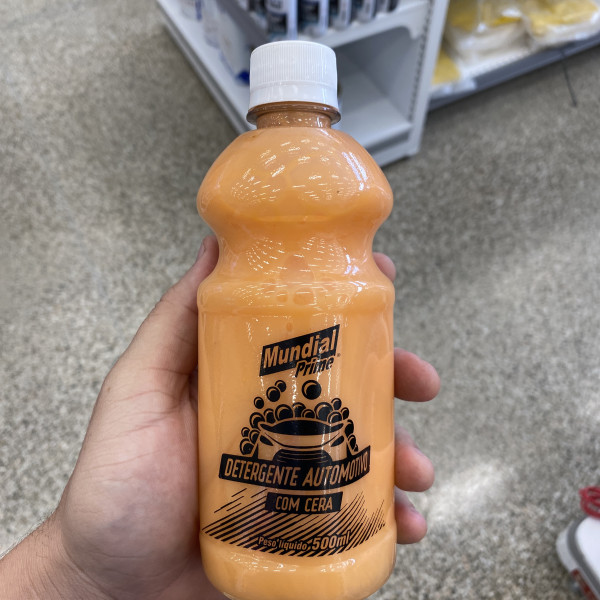 Mundial
Prime®
DETERGENTE AUTOMOTIVO
COM CERA
Peso líquido: 500ml